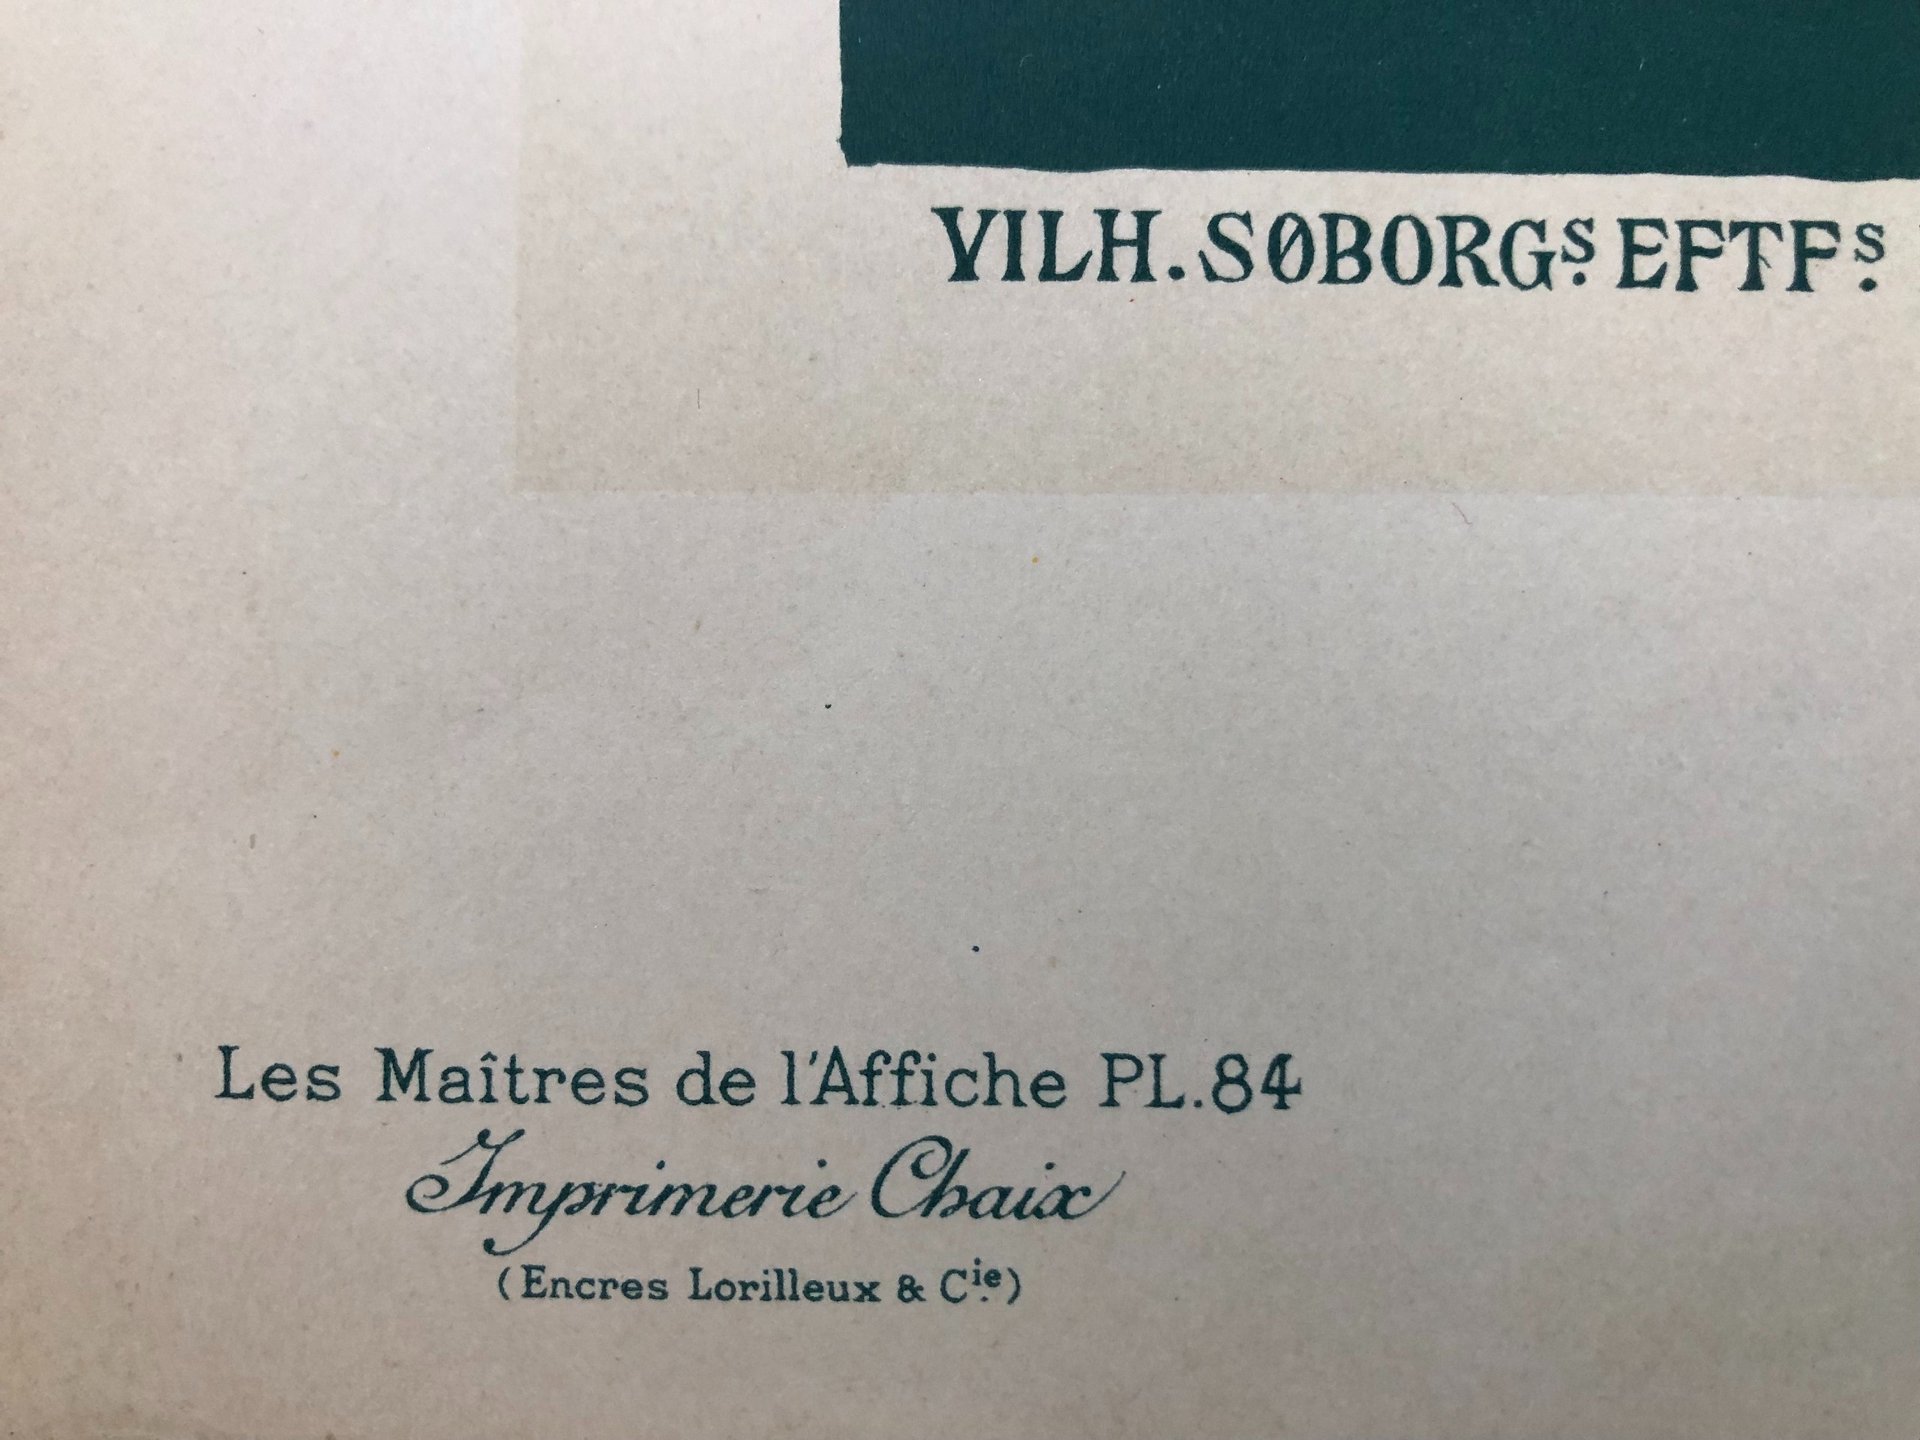 VILH. SØBORGs. EFTFs.
Les Maîtres de l'Affiche PL.84
Imprimerie Chaix
(Encres Lorilleux & Cie.)